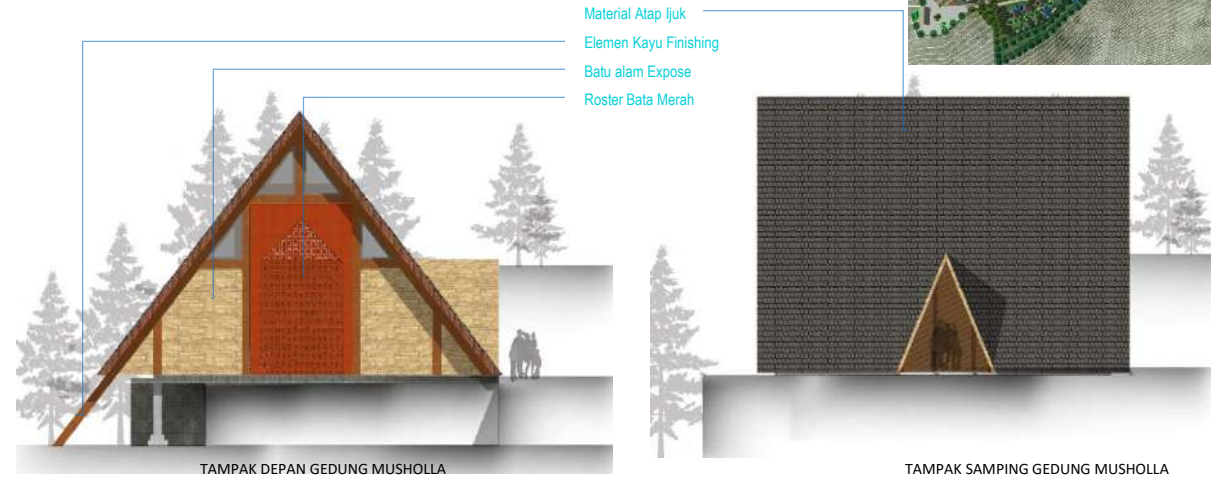 Material Atap Ijuk
Elemen Kayu Finishing
Batu alam Expose
Roster Bata Merah
TAMPAK DEPAN GEDUNG MUSHOLLA
TAMPAK SAMPING GEDUNG MUSHOLLA